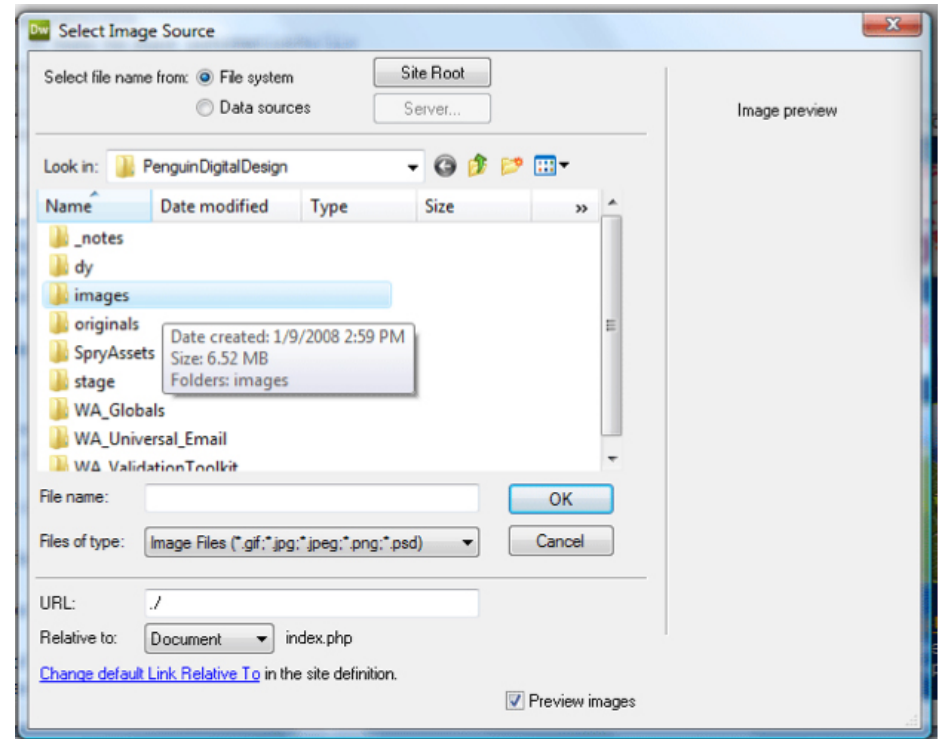 Dw Select Image Source
Select file name from: File system Site Root
Data sources Server...
Image preview
Look in: PenguinDigitalDesign
Name Date modified Type Size »
_notes
dy
images
originals
SpryAssets
stage
WA_Globals
WA_Universal_Email
WA_ValidationToolkit
Date created: 1/9/2008 2:59 PM
Size: 6.52 MB
Folders: images
File name: OK
Files of type: Image Files (*.gif;*.jpg;*.jpeg;*.png;*.psd) Cancel
URL: ./
Relative to: Document index.php
Change default Link Relative To in the site definition.
Preview images